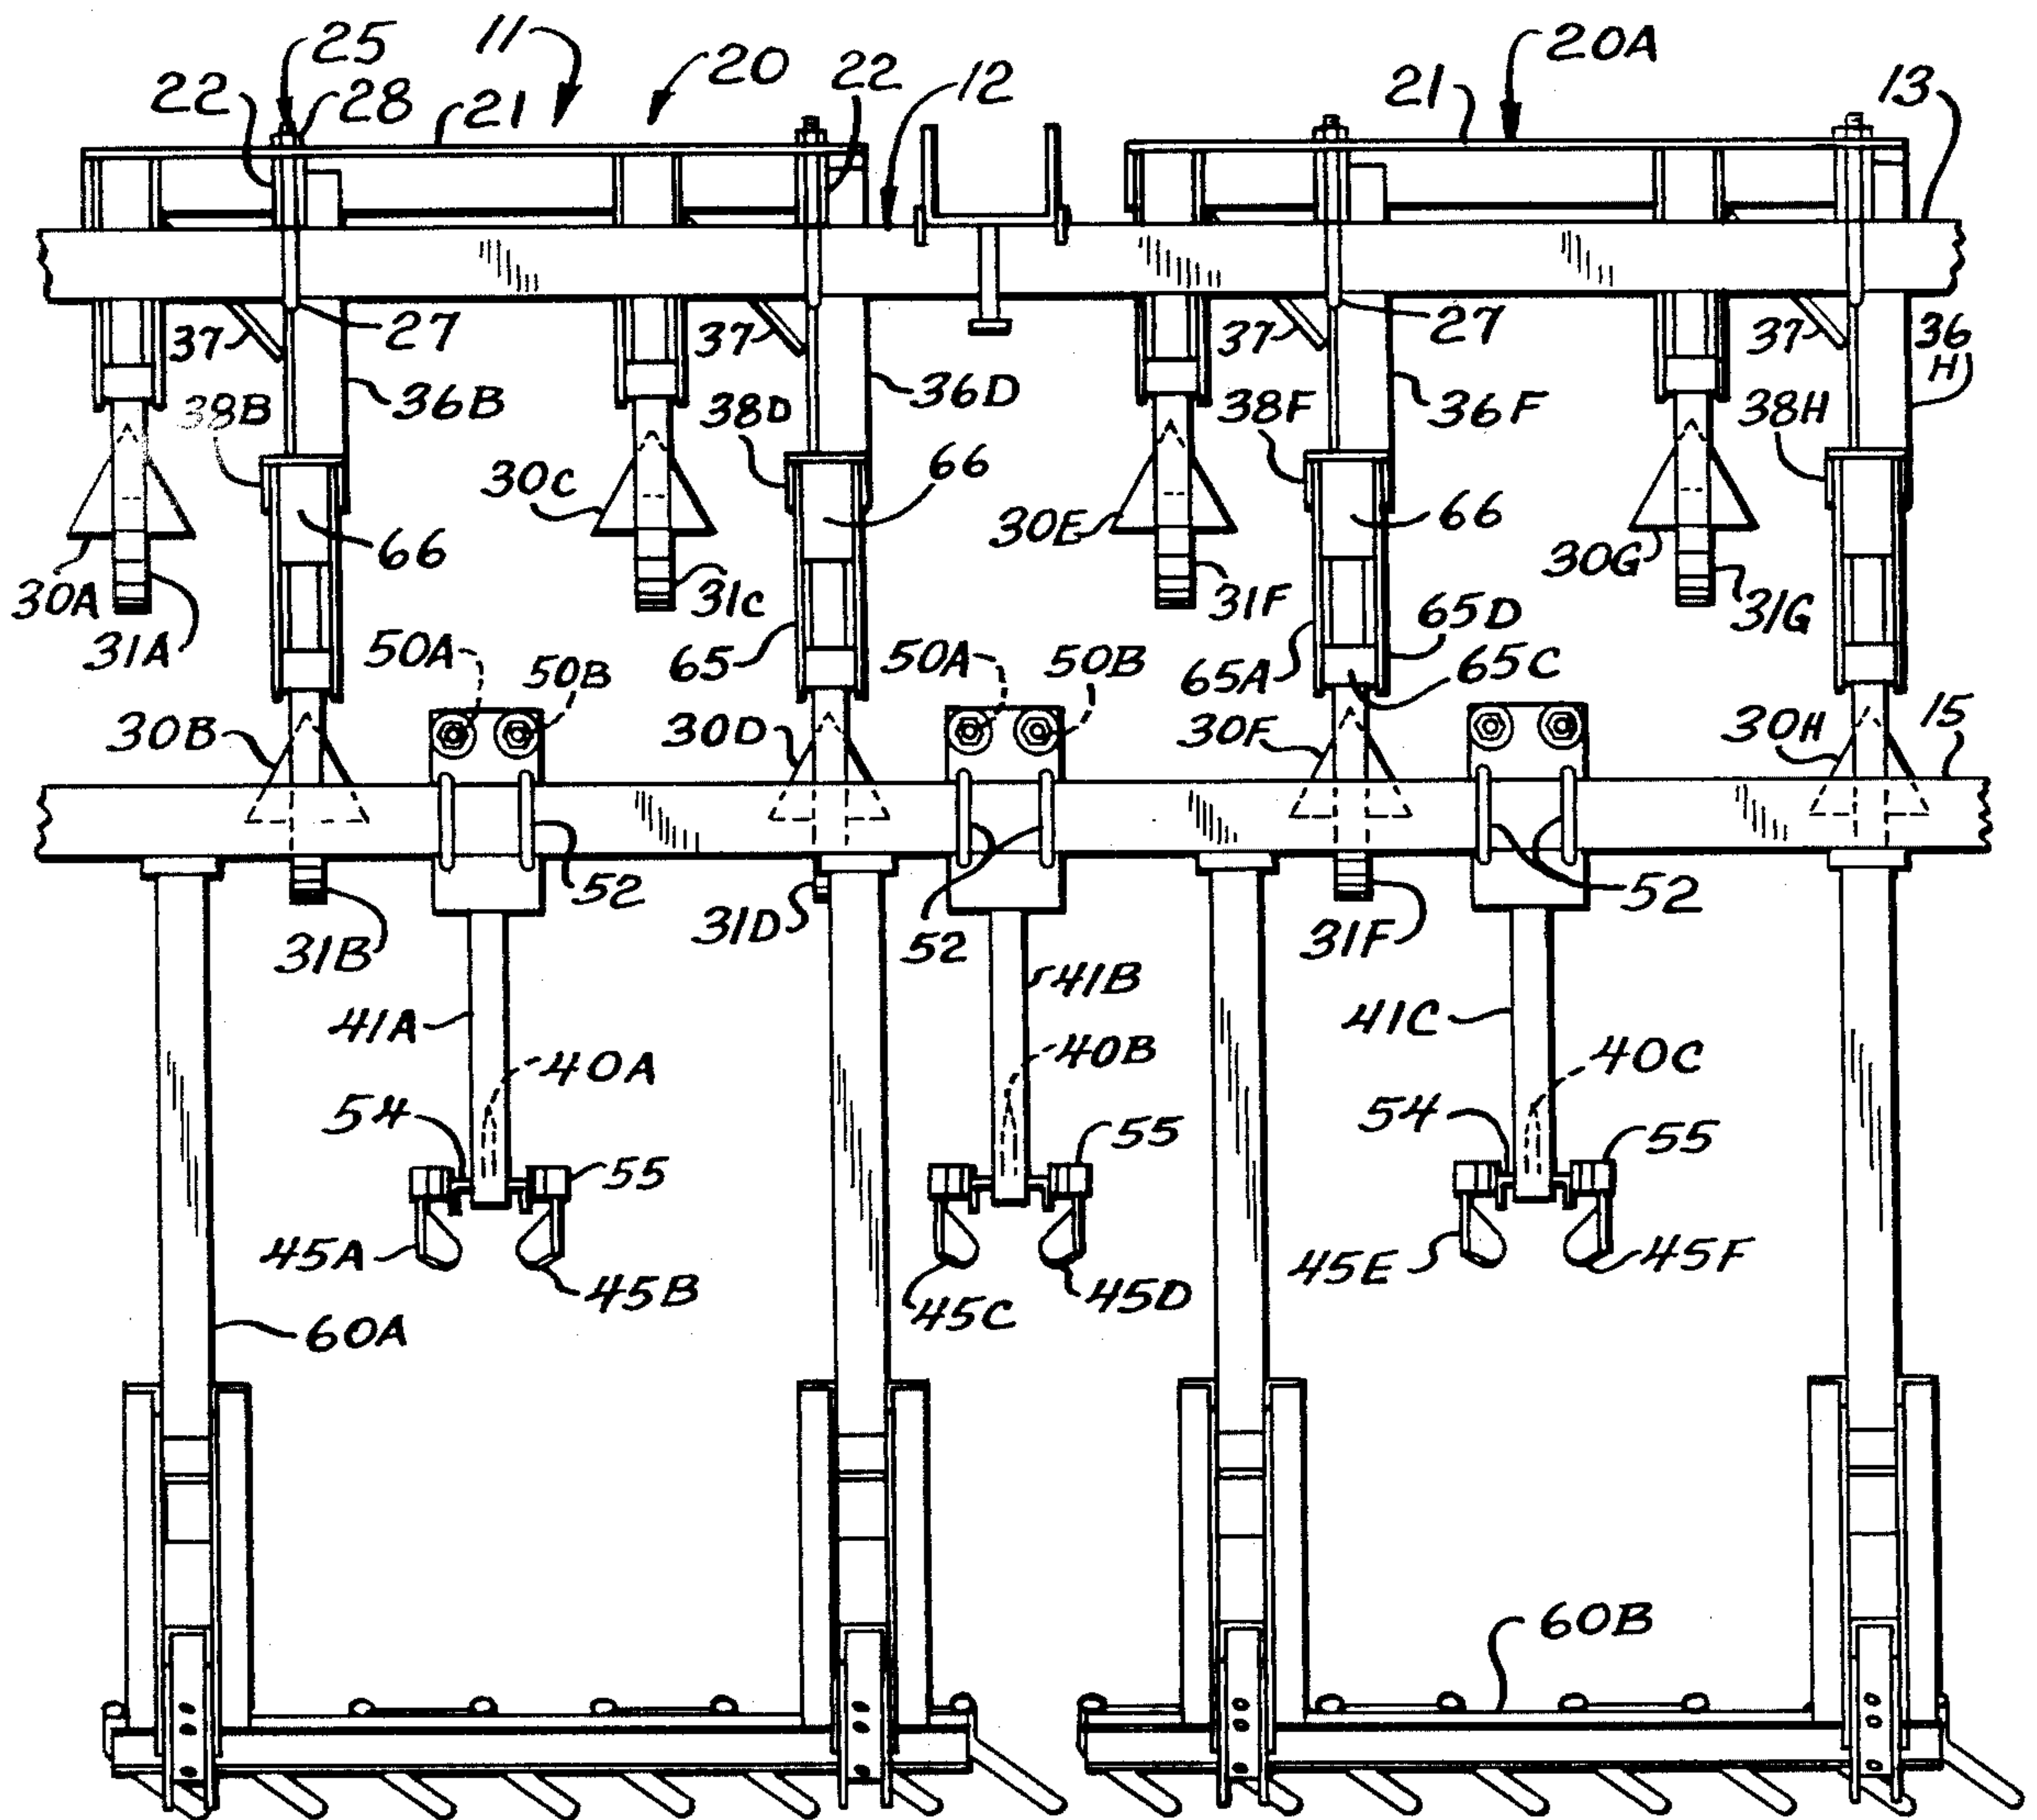 25 11 20 22 12 20A
22 28 21 21 13
37 27 37 37 27 37 36
H
38B 36B 38D 36D 38F 36F 38H
30C 66 30E 66 30G
30A 66 31C 31F 31G
31A 50A 50B 65 50A 50B 65A 65D
65C
30B 30D 30F 30H 15
52 31D 52 31F 52
31B 41A 41B 41C
40A 40B 40C
54 55 55 54 55
45A 45B 45C 45D 45E 45F
60A
60B